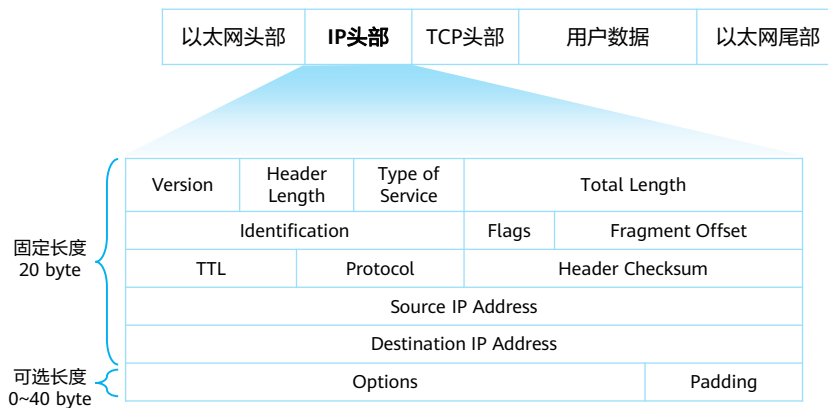 以太网头部 IP头部 TCP头部 用户数据 以太网尾部
Version Header Length Type of Service Total Length
Identification Flags Fragment Offset
TTL Protocol Header Checksum
Source IP Address
Destination IP Address
固定长度
20 byte
Options Padding
可选长度
0~40 byte